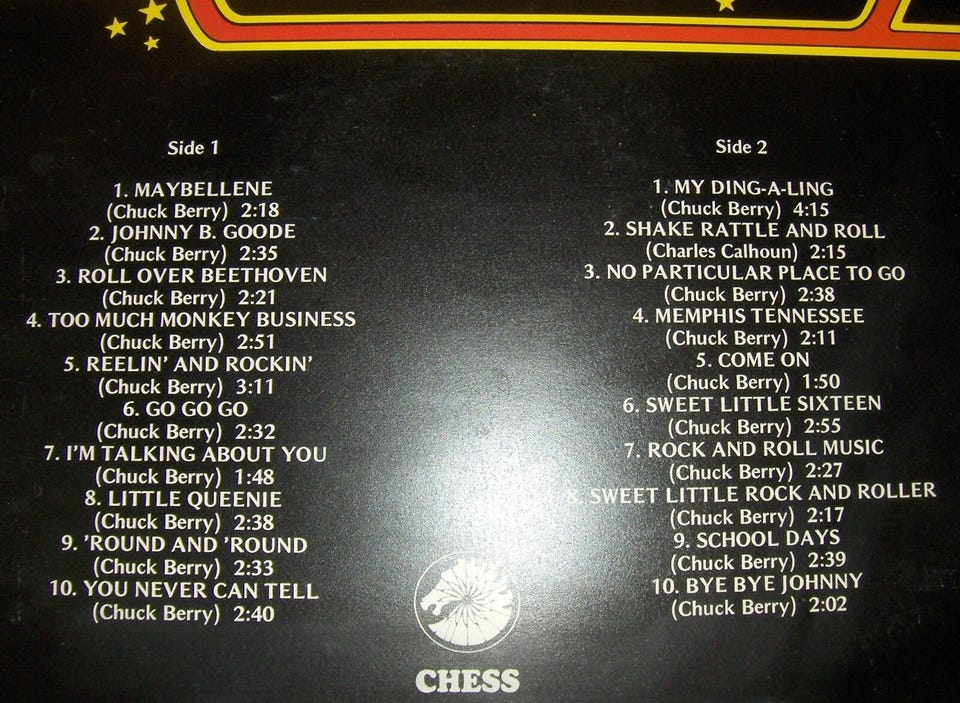 Side 1
1. MAYBELLENE
(Chuck Berry) 2:18
2. JOHNNY B. GOODE
(Chuck Berry) 2:35
3. ROLL OVER BEETHOVEN
(Chuck Berry) 2:21
4. TOO MUCH MONKEY BUSINESS
(Chuck Berry) 2:51
5. REELIN' AND ROCKIN'
(Chuck Berry) 3:11
6. GO GO GO
(Chuck Berry) 2:32
7. I'M TALKING ABOUT YOU
(Chuck Berry) 1:48
8. LITTLE QUEENIE
(Chuck Berry) 2:38
9. 'ROUND AND 'ROUND
(Chuck Berry) 2:33
10. YOU NEVER CAN TELL
(Chuck Berry) 2:40
Side 2
1. MY DING-A-LING
(Chuck Berry) 4:15
2. SHAKE RATTLE AND ROLL
(Charles Calhoun) 2:15
3. NO PARTICULAR PLACE TO GO
(Chuck Berry) 2:38
4. MEMPHIS TENNESSEE
(Chuck Berry) 2:11
5. COME ON
(Chuck Berry) 1:50
6. SWEET LITTLE SIXTEEN
(Chuck Berry) 2:55
7. ROCK AND ROLL MUSIC
(Chuck Berry) 2:27
8. SWEET LITTLE ROCK AND ROLLER
(Chuck Berry) 2:17
9. SCHOOL DAYS
(Chuck Berry) 2:39
10. BYE BYE JOHNNY
(Chuck Berry) 2:02
CHESS